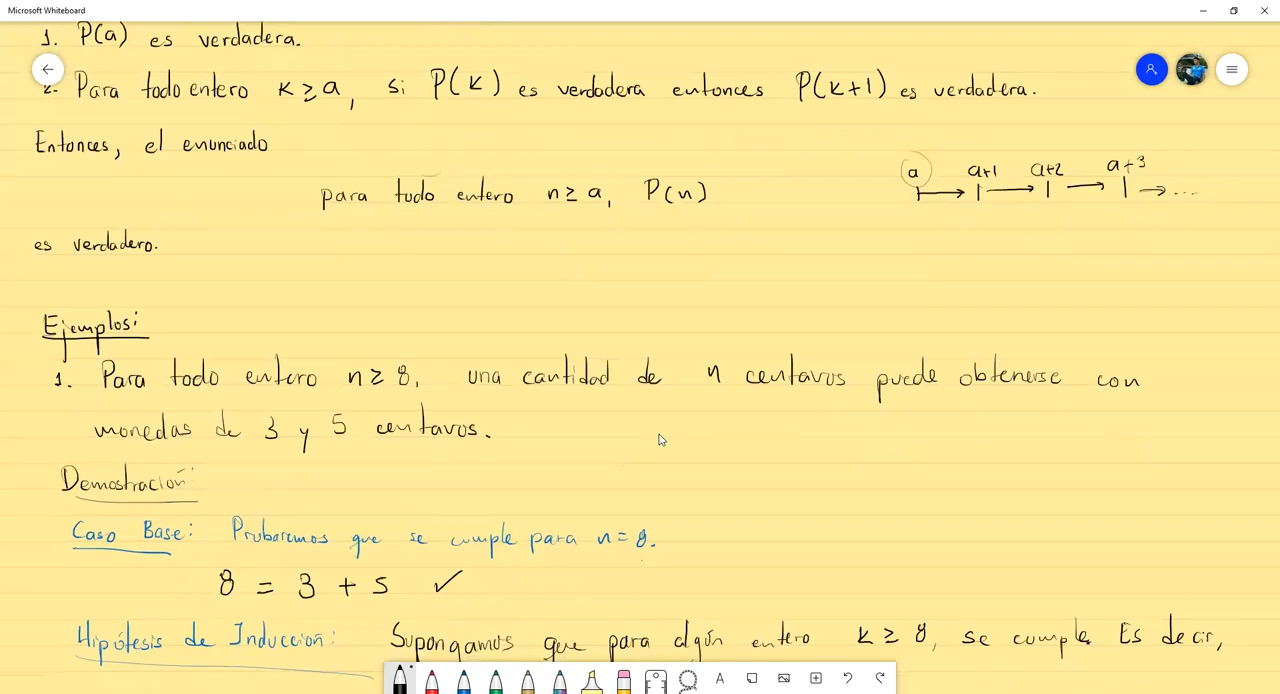 Microsoft Whiteboard
1. P(a) es verdadera.
2. Para todo entero K ≥ a, si P(K) es verdadera entonces P(K+1) es verdadera.
Entonces, el enunciado
a a+1 a+2 a+3
para todo entero n ≥ a, P(n)
es verdadero.
Ejemplos:
1. Para todo entero n ≥ 8, una cantidad de n centavos puede obtenerse con
monedas de 3 y 5 centavos.
Demostración:
Caso Base: Probaremos que se cumple para n = 8.
8 = 3 + 5 ✓
Hipótesis de Inducción: Supongamos que para algún entero K ≥ 8, se cumple. Es decir,
A